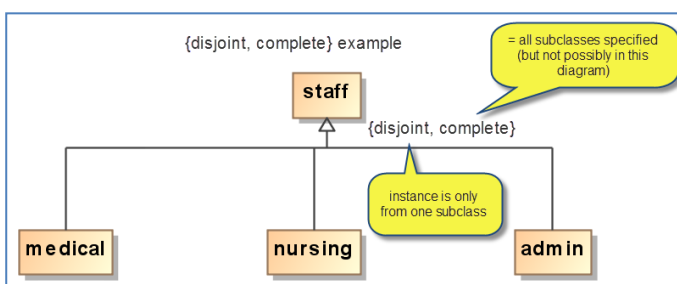 {disjoint, complete} example
= all subclasses specified
(but not possibly in this
diagram)
staff
{disjoint, complete}
instance is only
from one subclass
medical
nursing
admin